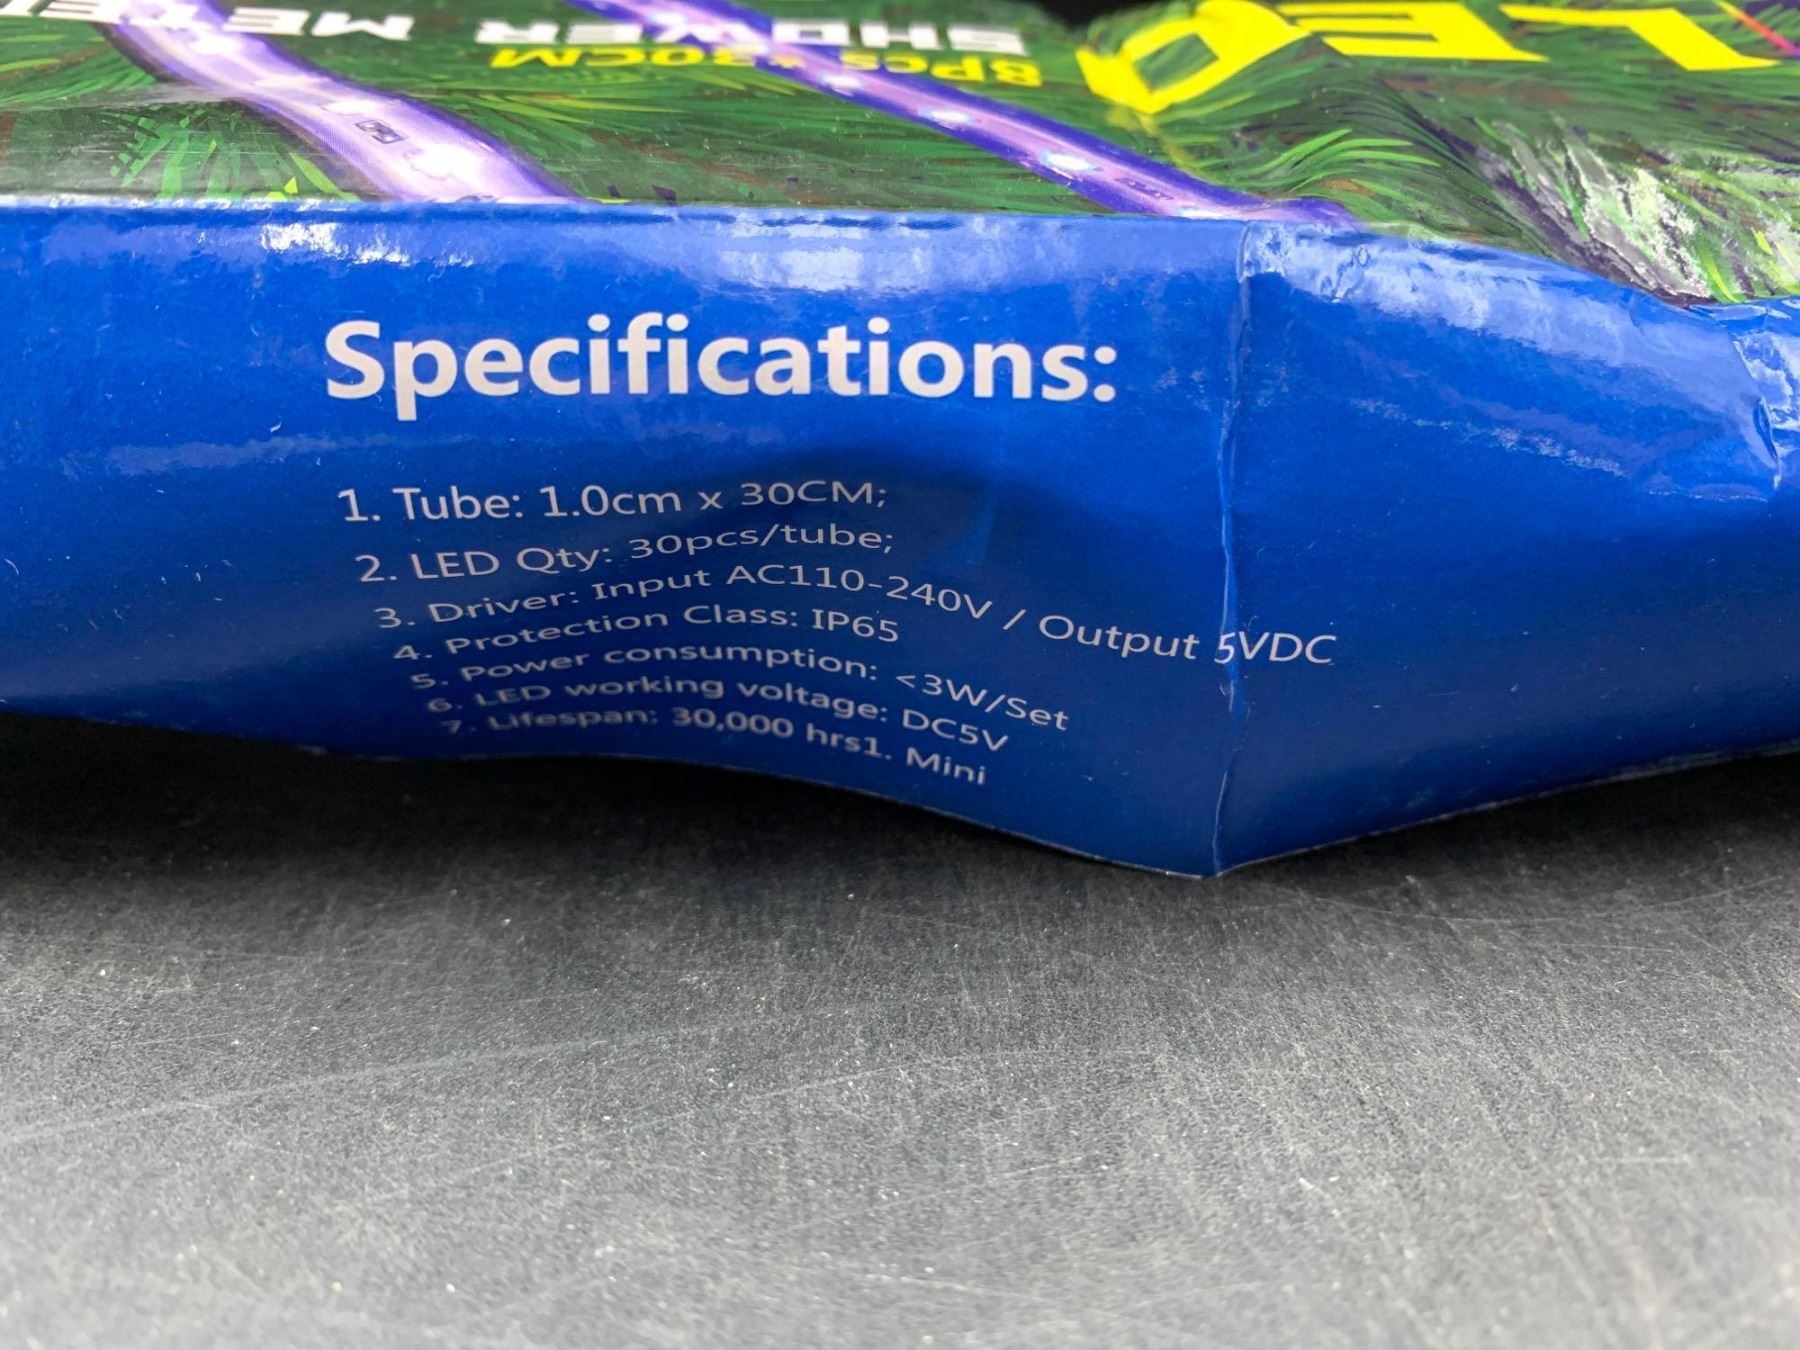 LED
8PCS*30CM
SHOWER METEOR
Specifications:
1. Tube: 1.0cm x 30CM;
2. LED Qty: 30pcs/tube;
3. Driver: Input AC110-240V / Output 5VDC
4. Protection Class: IP65
5. Power consumption: <3W/Set
6. LED working voltage: DC5V
7. Lifespan: 30,000 hrs1. Mini